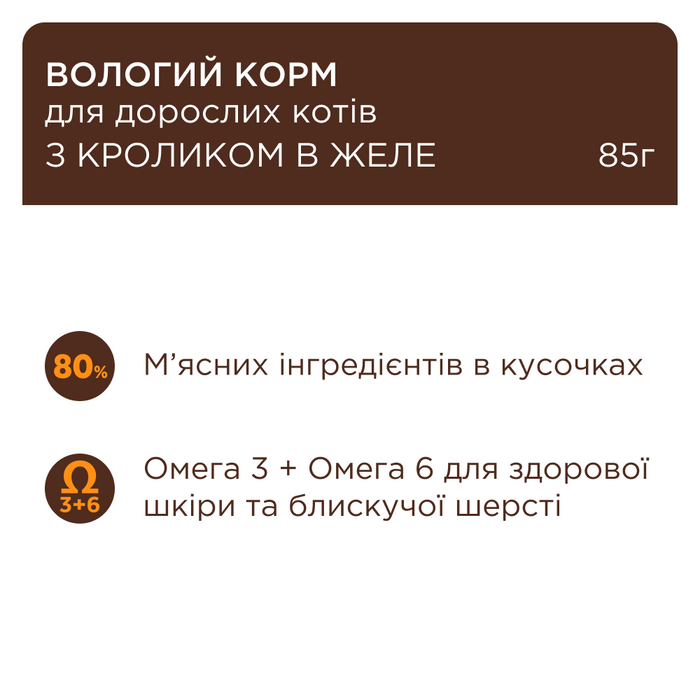 ВОЛОГИЙ КОРМ
для дорослих котів
З КРОЛИКОМ В ЖЕЛЕ 85г
80% М’ясних інгредієнтів в кусочках
Ω
3+6
Омега 3 + Омега 6 для здорової
шкіри та блискучої шерсті